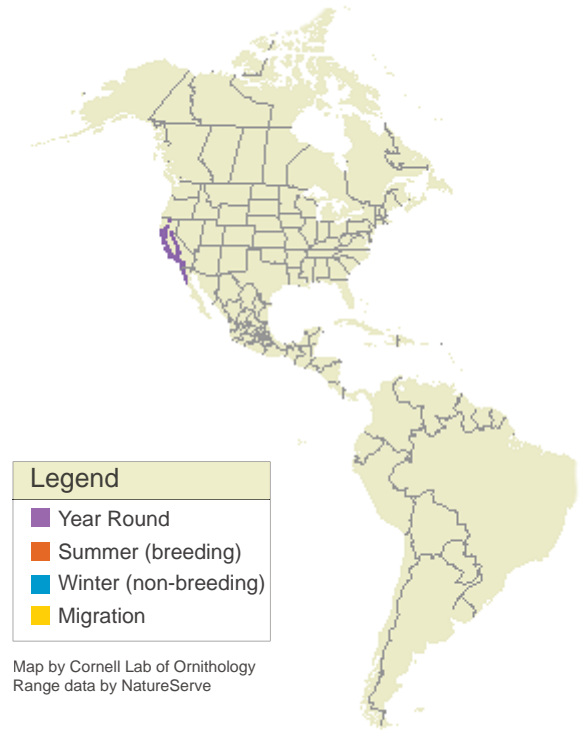 Legend
Year Round
Summer (breeding)
Winter (non-breeding)
Migration
Map by Cornell Lab of Ornithology
Range data by NatureServe